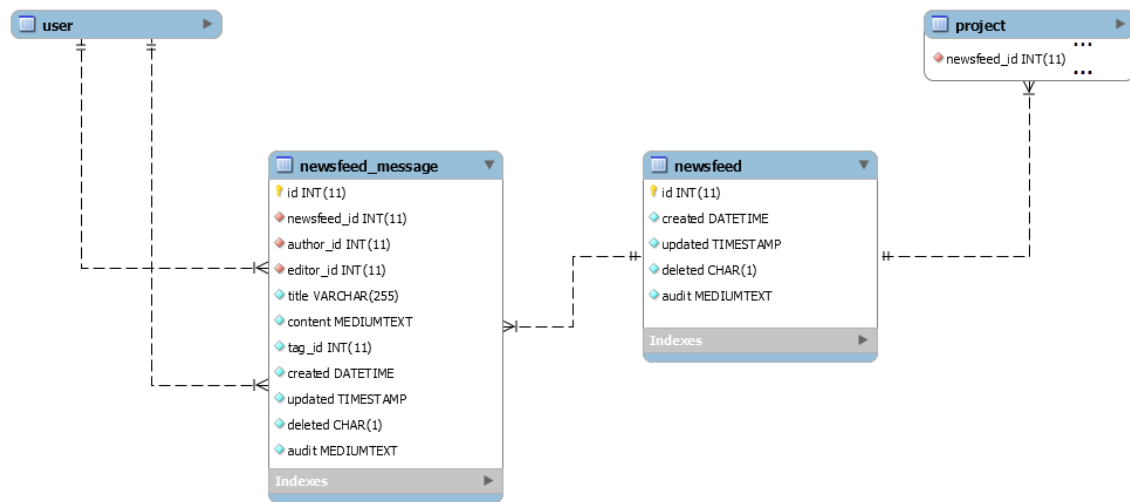 user
project
...
newsfeed_id INT(11)
...
newsfeed_message
id INT(11)
newsfeed_id INT(11)
author_id INT(11)
editor_id INT(11)
title VARCHAR(255)
content MEDIUMTEXT
tag_id INT(11)
created DATETIME
updated TIMESTAMP
deleted CHAR(1)
audit MEDIUMTEXT
Indexes
newsfeed
id INT(11)
created DATETIME
updated TIMESTAMP
deleted CHAR(1)
audit MEDIUMTEXT
Indexes